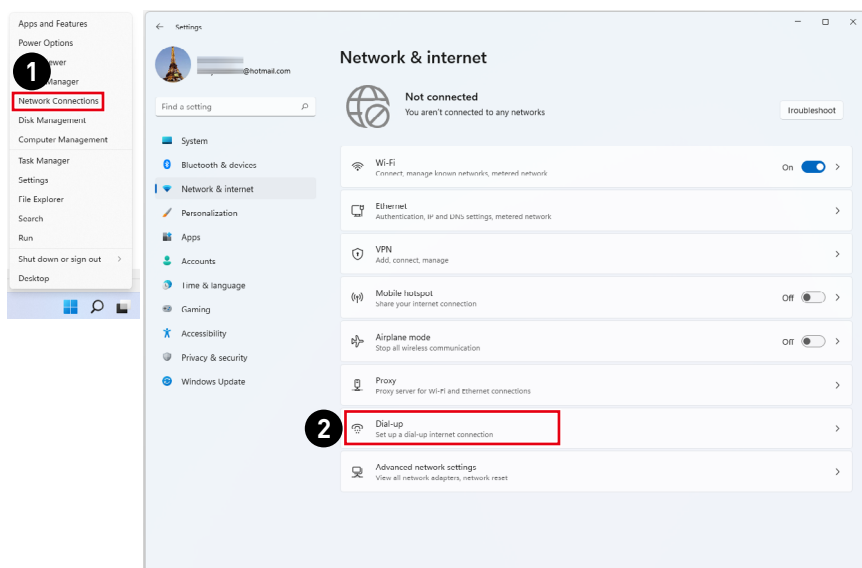 Apps and Features
Power Options
ewer
1
Manager
Network Connections
Disk Management
Computer Management
Task Manager
Settings
File Explorer
Search
Run
Shut down or sign out
Desktop
Settings
@hotmail.com
Find a setting
System
Bluetooth & devices
Network & internet
Personalization
Apps
Accounts
Time & language
Gaming
Accessibility
Privacy & security
Windows Update
Network & internet
Not connected
You aren't connected to any networks
Troubleshoot
Wi-Fi
Connect, manage known networks, metered network
On
Ethernet
Authentication, IP and DNS settings, metered network
VPN
Add, connect, manage
Mobile hotspot
Share your internet connection
Off
Airplane mode
Stop all wireless communication
Off
Proxy
Proxy server for Wi-Fi and Ethernet connections
2
Dial-up
Set up a dial-up internet connection
Advanced network settings
View all network adapters, network reset